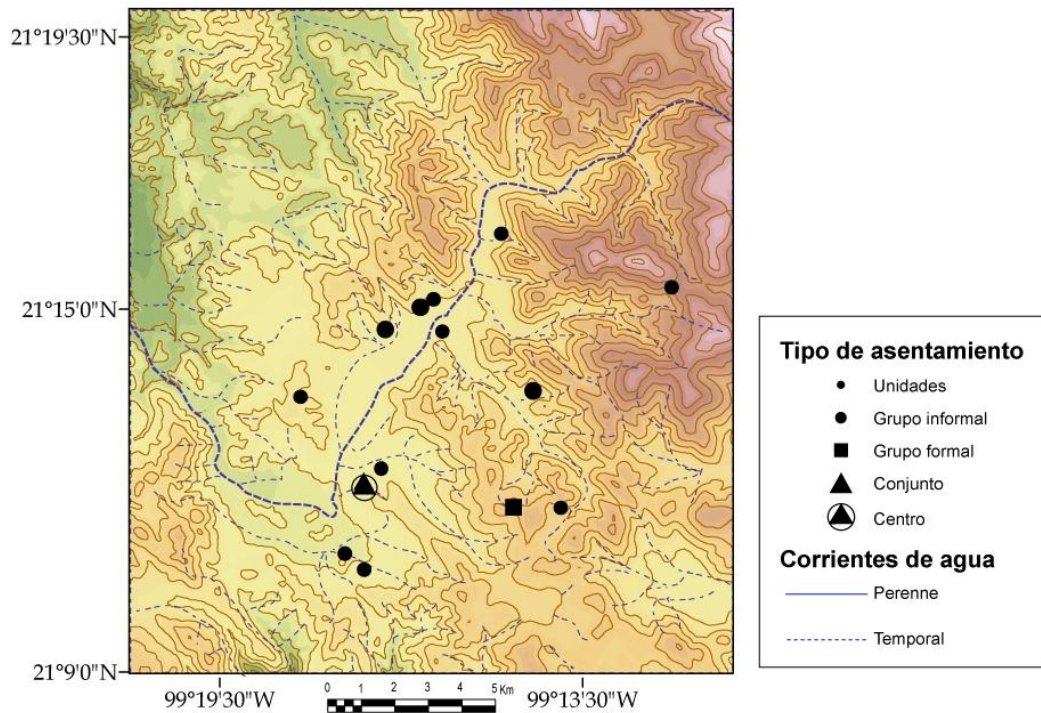 21°19'30"N
21°15'0"N
21°9'0"N
99°19'30"W
99°13'30"W
0 1 2 3 4 5 Km
Tipo de asentamiento
Unidades
Grupo informal
Grupo formal
Conjunto
Centro
Corrientes de agua
Perenne
Temporal